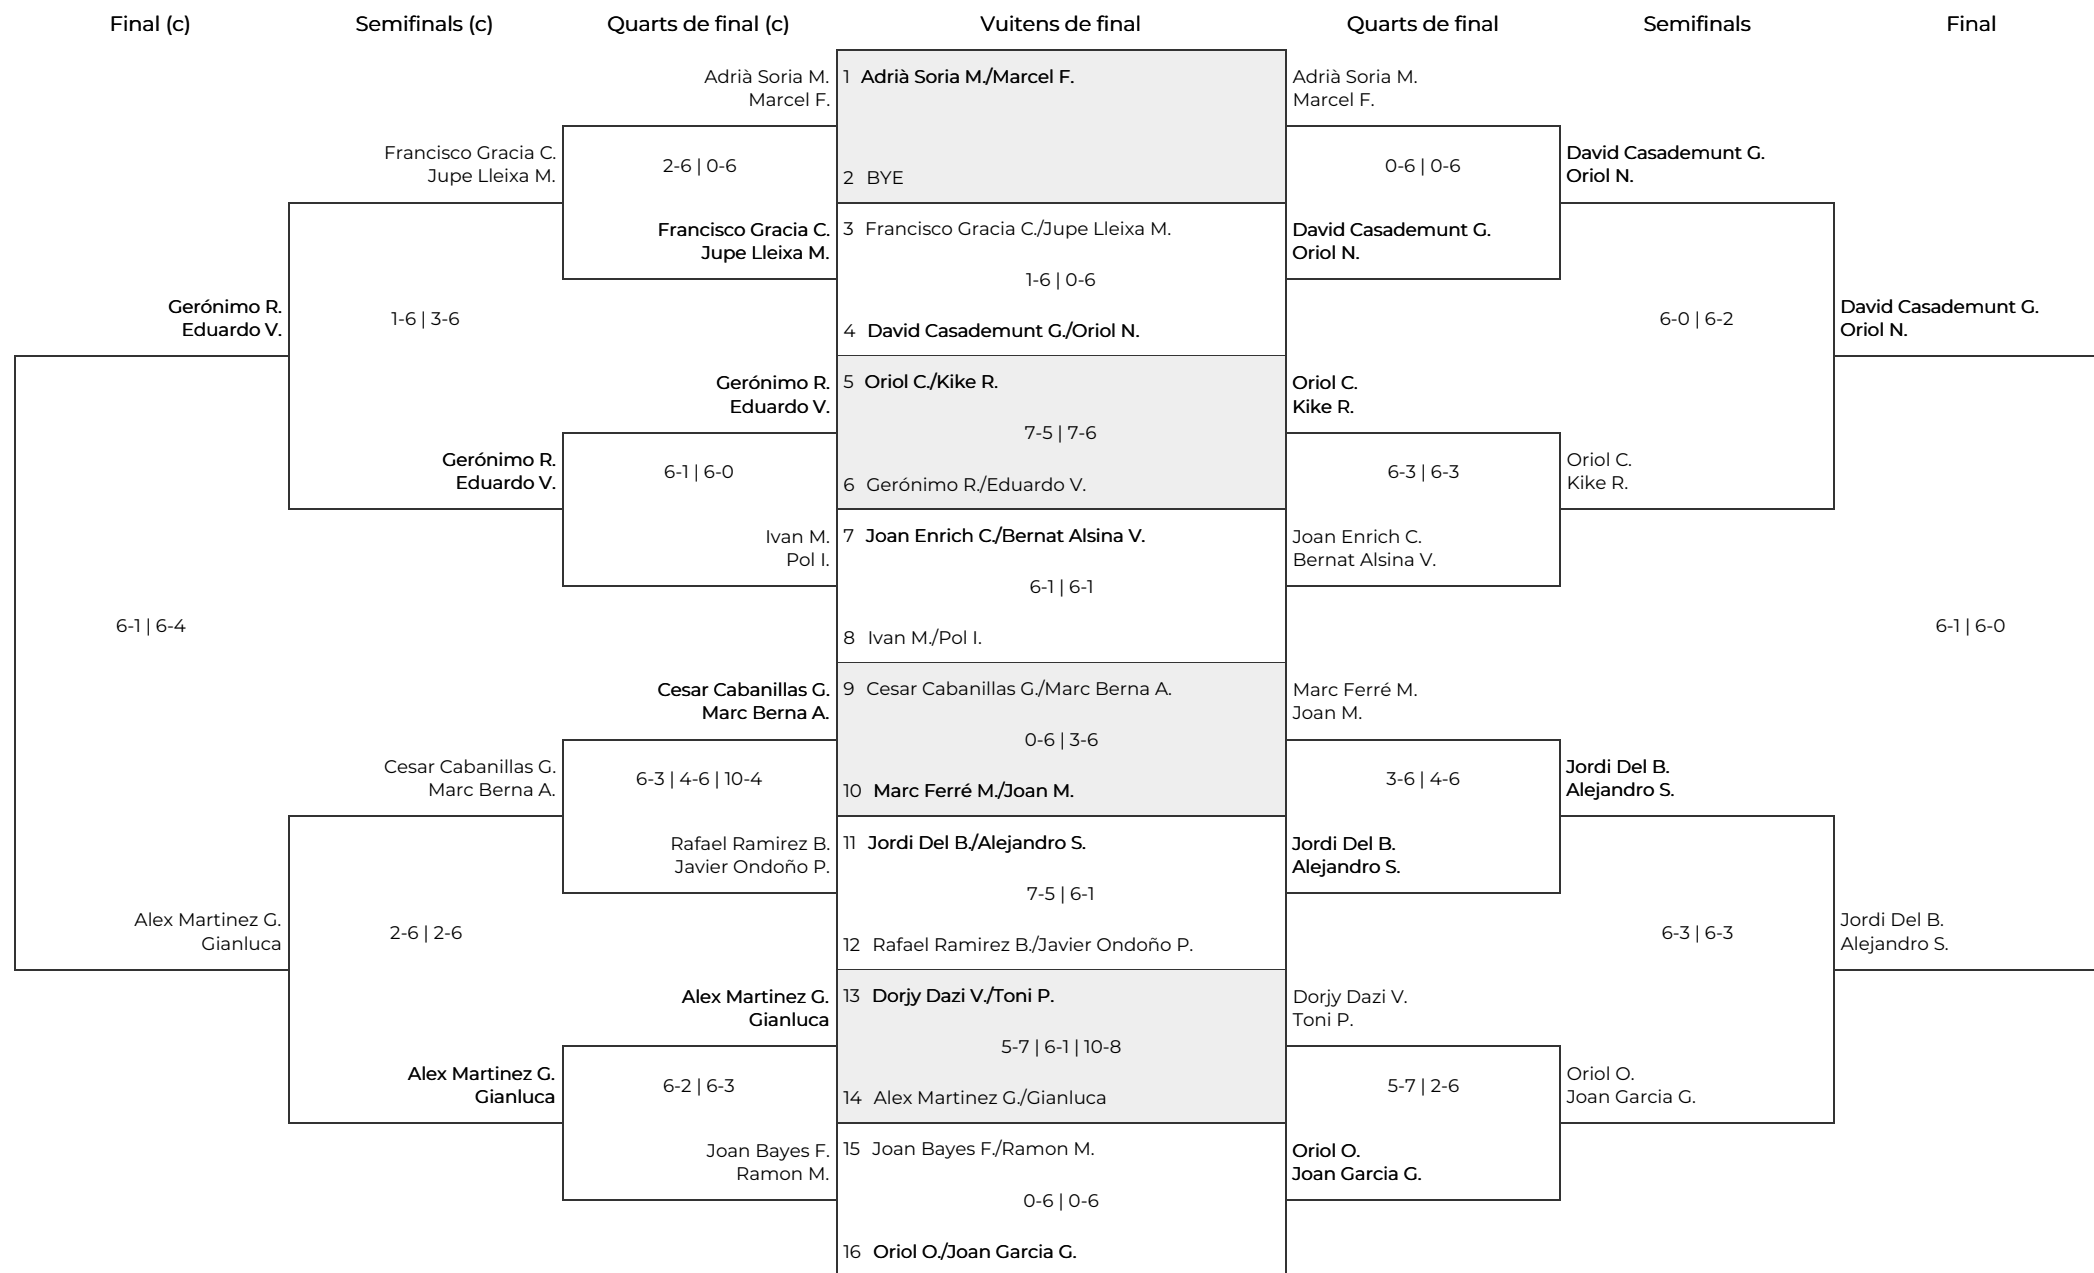 Final (c)
Semifinals (c)
Quarts de final (c)
Vuitens de final
Quarts de final
Semifinals
Final
Gerónimo R.
Eduardo V.
6-1 | 6-4
Alex Martinez G.
Gianluca
Francisco Gracia C.
Jupe Lleixa M.
1-6 | 3-6
Gerónimo R.
Eduardo V.
Cesar Cabanillas G.
Marc Berna A.
2-6 | 2-6
Alex Martinez G.
Gianluca
Adrià Soria M.
Marcel F.
2-6 | 0-6
Francisco Gracia C.
Jupe Lleixa M.
Gerónimo R.
Eduardo V.
6-1 | 6-0
Ivan M.
Pol I.
Cesar Cabanillas G.
Marc Berna A.
6-3 | 4-6 | 10-4
Rafael Ramirez B.
Javier Ondoño P.
Alex Martinez G.
Gianluca
6-2 | 6-3
Joan Bayes F.
Ramon M.
1 Adrià Soria M./Marcel F.
2 BYE
3 Francisco Gracia C./Jupe Lleixa M.
1-6 | 0-6
4 David Casademunt G./Oriol N.
5 Oriol C./Kike R.
7-5 | 7-6
6 Gerónimo R./Eduardo V.
7 Joan Enrich C./Bernat Alsina V.
6-1 | 6-1
8 Ivan M./Pol I.
9 Cesar Cabanillas G./Marc Berna A.
0-6 | 3-6
10 Marc Ferré M./Joan M.
11 Jordi Del B./Alejandro S.
7-5 | 6-1
12 Rafael Ramirez B./Javier Ondoño P.
13 Dorjy Dazi V./Toni P.
5-7 | 6-1 | 10-8
14 Alex Martinez G./Gianluca
15 Joan Bayes F./Ramon M.
0-6 | 0-6
16 Oriol O./Joan Garcia G.
Adrià Soria M.
Marcel F.
0-6 | 0-6
David Casademunt G.
Oriol N.
Oriol C.
Kike R.
6-3 | 6-3
Joan Enrich C.
Bernat Alsina V.
Marc Ferré M.
Joan M.
3-6 | 4-6
Jordi Del B.
Alejandro S.
Dorjy Dazi V.
Toni P.
5-7 | 2-6
Oriol O.
Joan Garcia G.
David Casademunt G.
Oriol N.
6-0 | 6-2
Oriol C.
Kike R.
Jordi Del B.
Alejandro S.
6-3 | 6-3
Oriol O.
Joan Garcia G.
David Casademunt G.
Oriol N.
6-1 | 6-0
Jordi Del B.
Alejandro S.